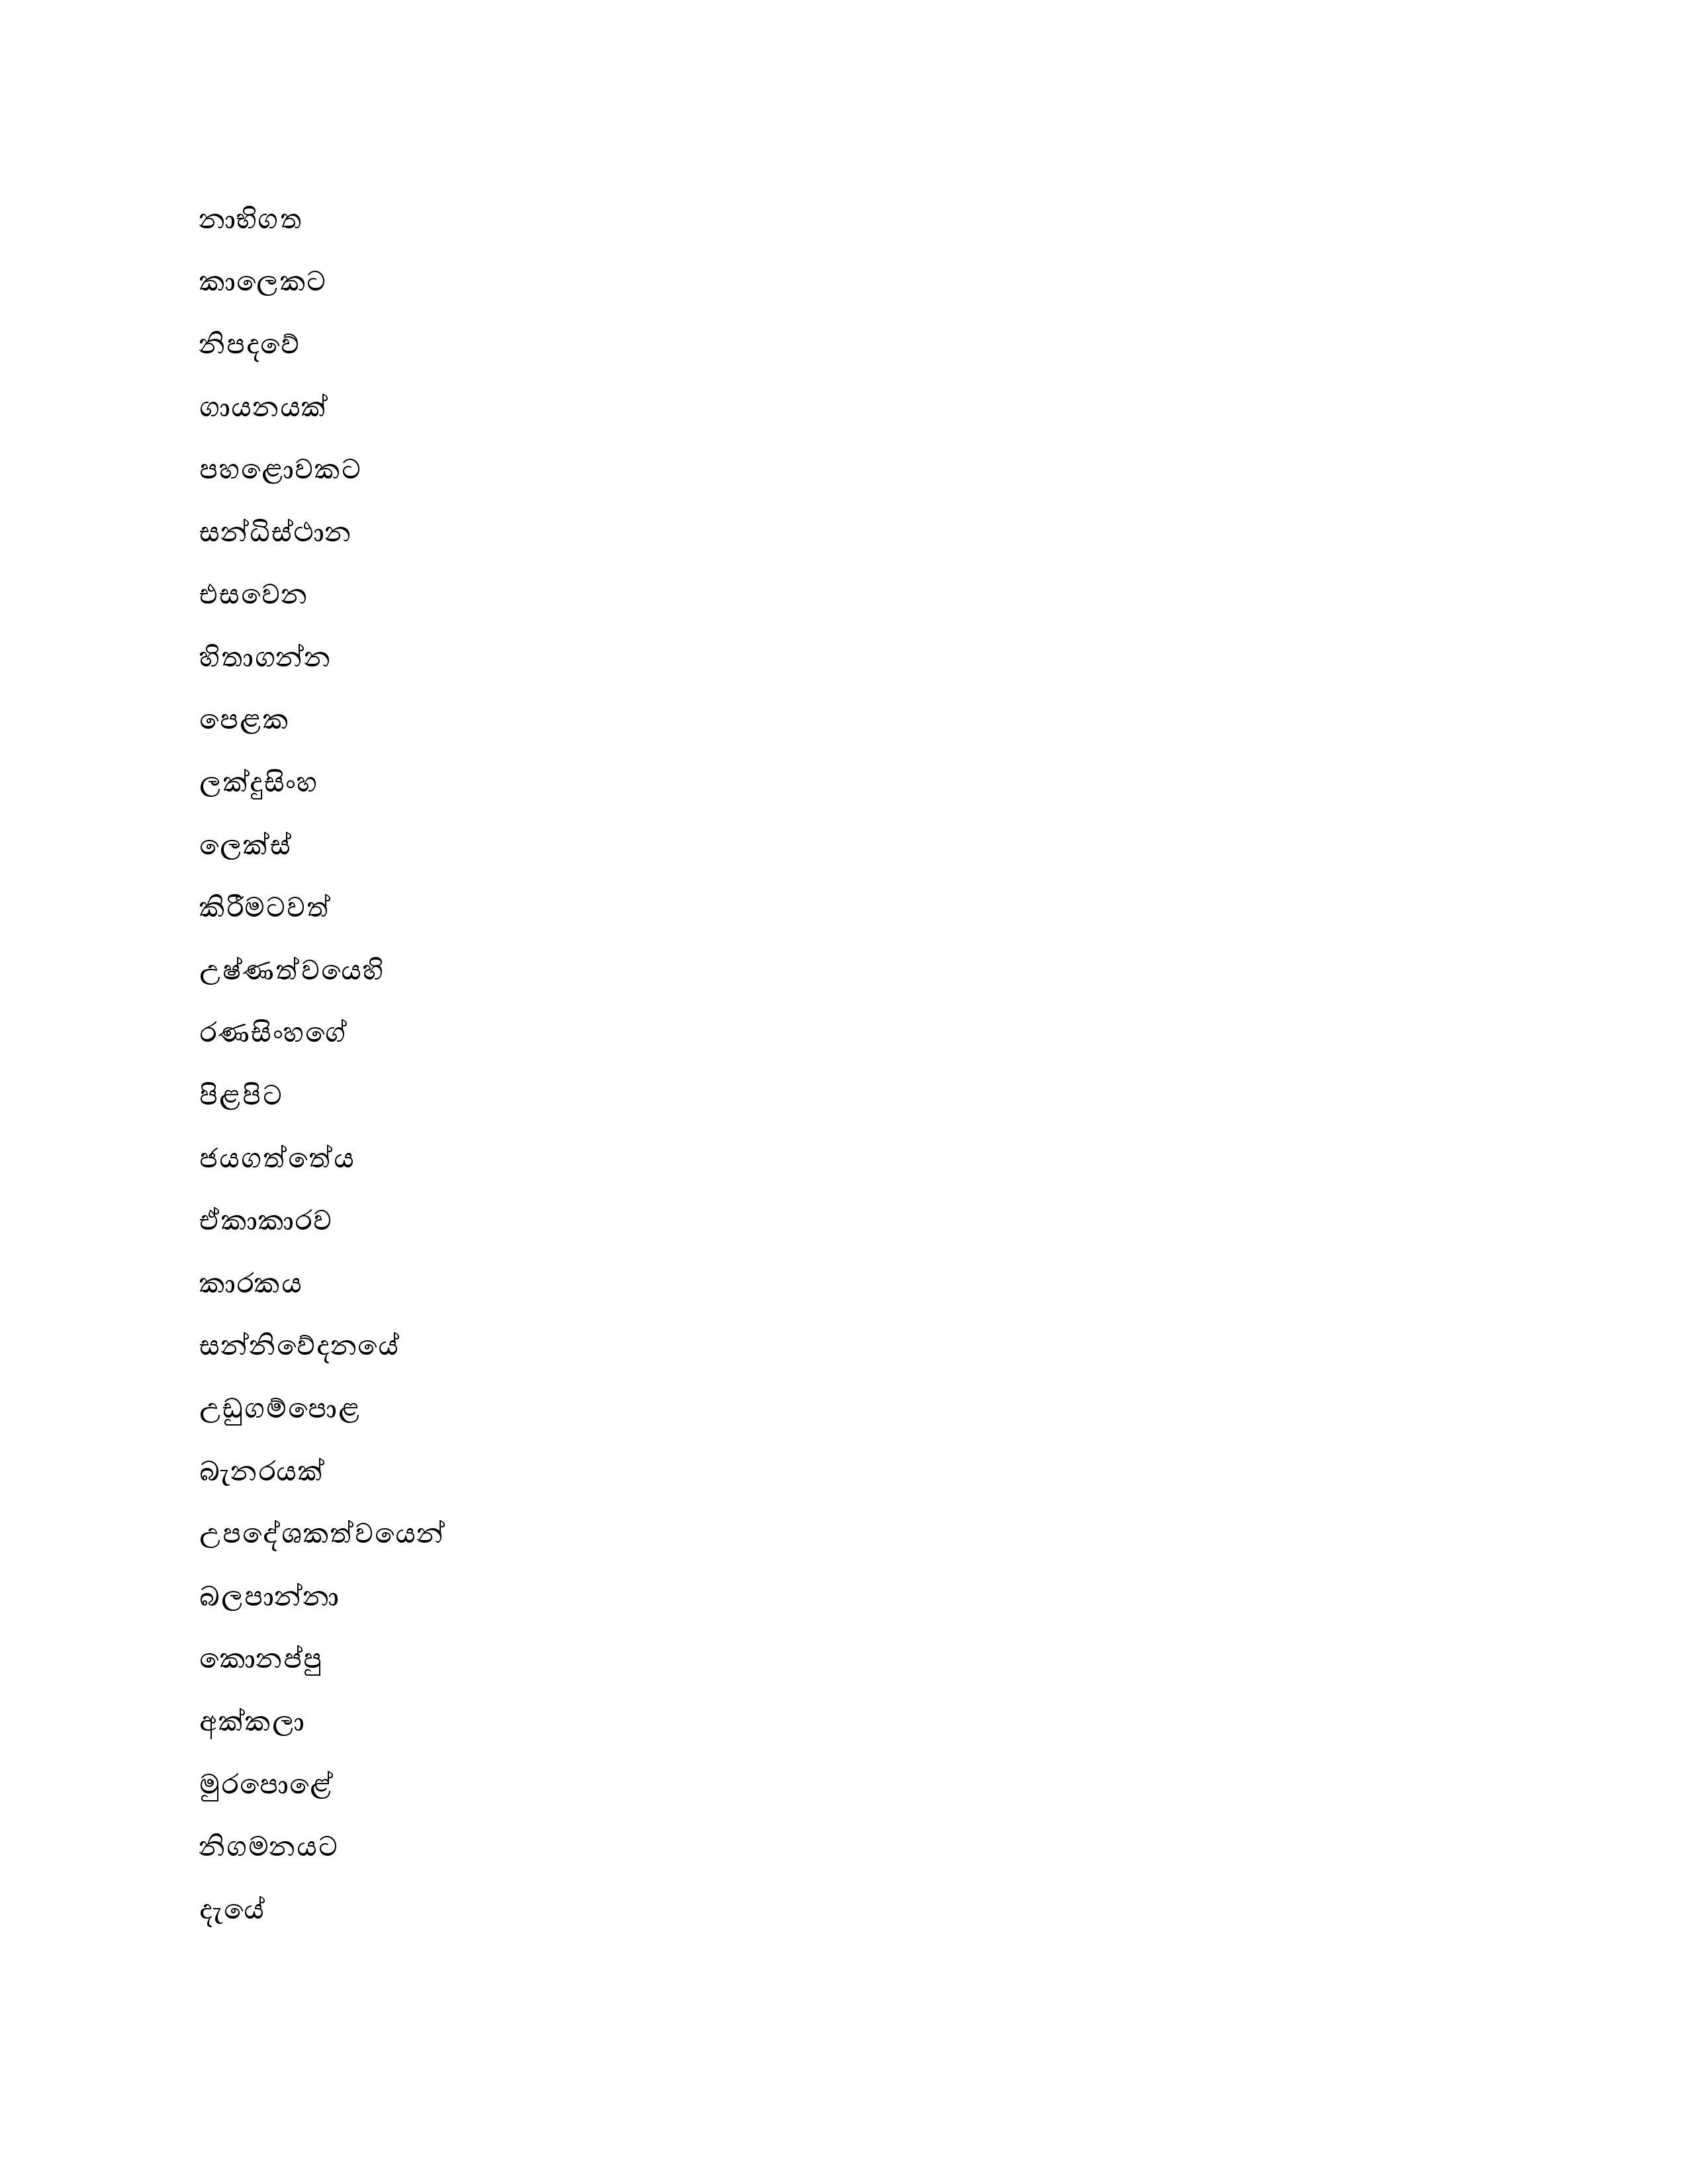 නාභිගත
කාලෙකට
නිපදවේ
ගායනයක්
පහළොවකට
සන්ධිස්ථාන
එසවෙන
හිතාගන්න
පෙළක
ලක්දුසිංහ
ලෙක්ස්
කිරීමටවත්
උෂ්ණත්වයෙහි
රණසිංහගේ
පිළපිට
ජයගත්තේය
ඒකාකාරව
කාරකය
සන්නිවේදනයේ
උඩුගම්පොළ
බැනරයක්
උපදේශකත්වයෙන්
බලපාන්නා
කොනප්පු
අක්කලා
මුරපොළේ
නිගමනයට
දැයේ